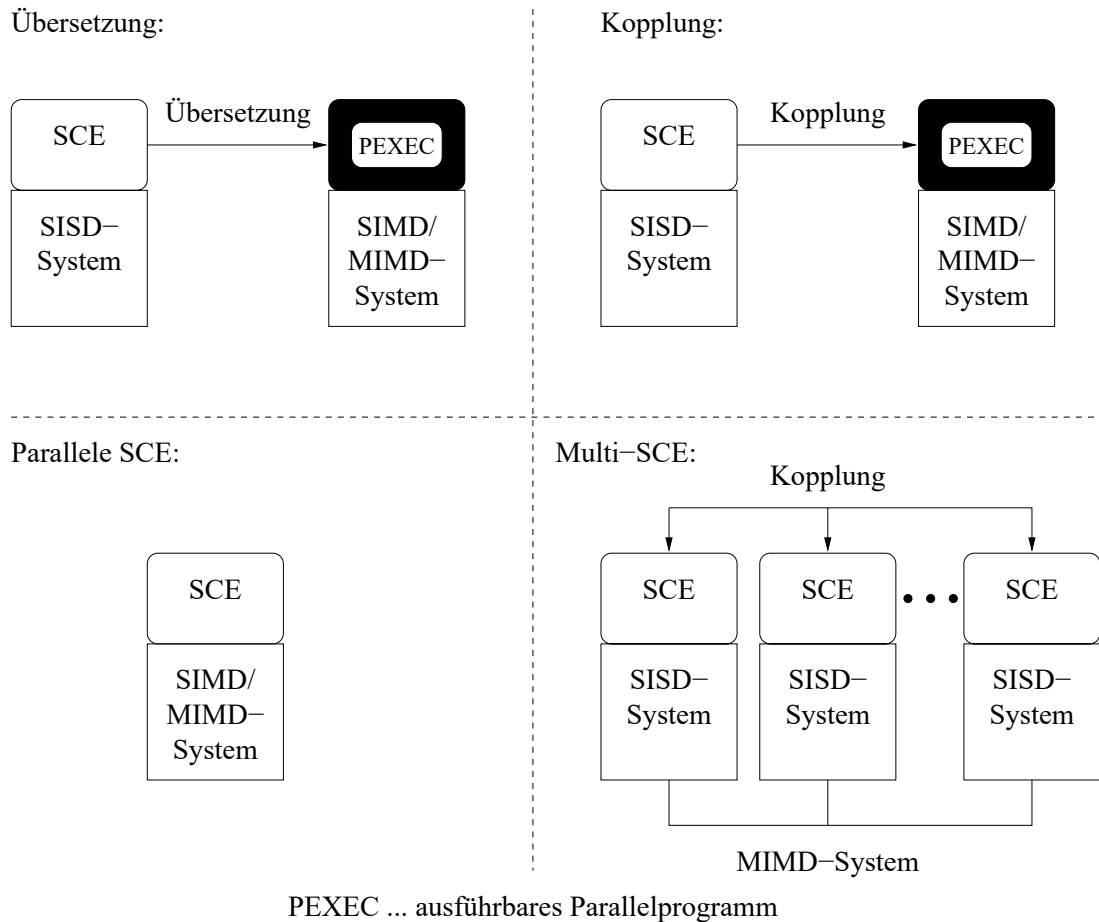 Übersetzung:
SCE
Übersetzung
PEXEC
SISD−
System
SIMD/
MIMD−
System
Kopplung:
SCE
Kopplung
PEXEC
SISD−
System
SIMD/
MIMD−
System
Parallele SCE:
SCE
SIMD/
MIMD−
System
Multi−SCE:
Kopplung
SCE
SCE
SCE
SISD−
System
SISD−
System
SISD−
System
MIMD−System
PEXEC ... ausführbares Parallelprogramm